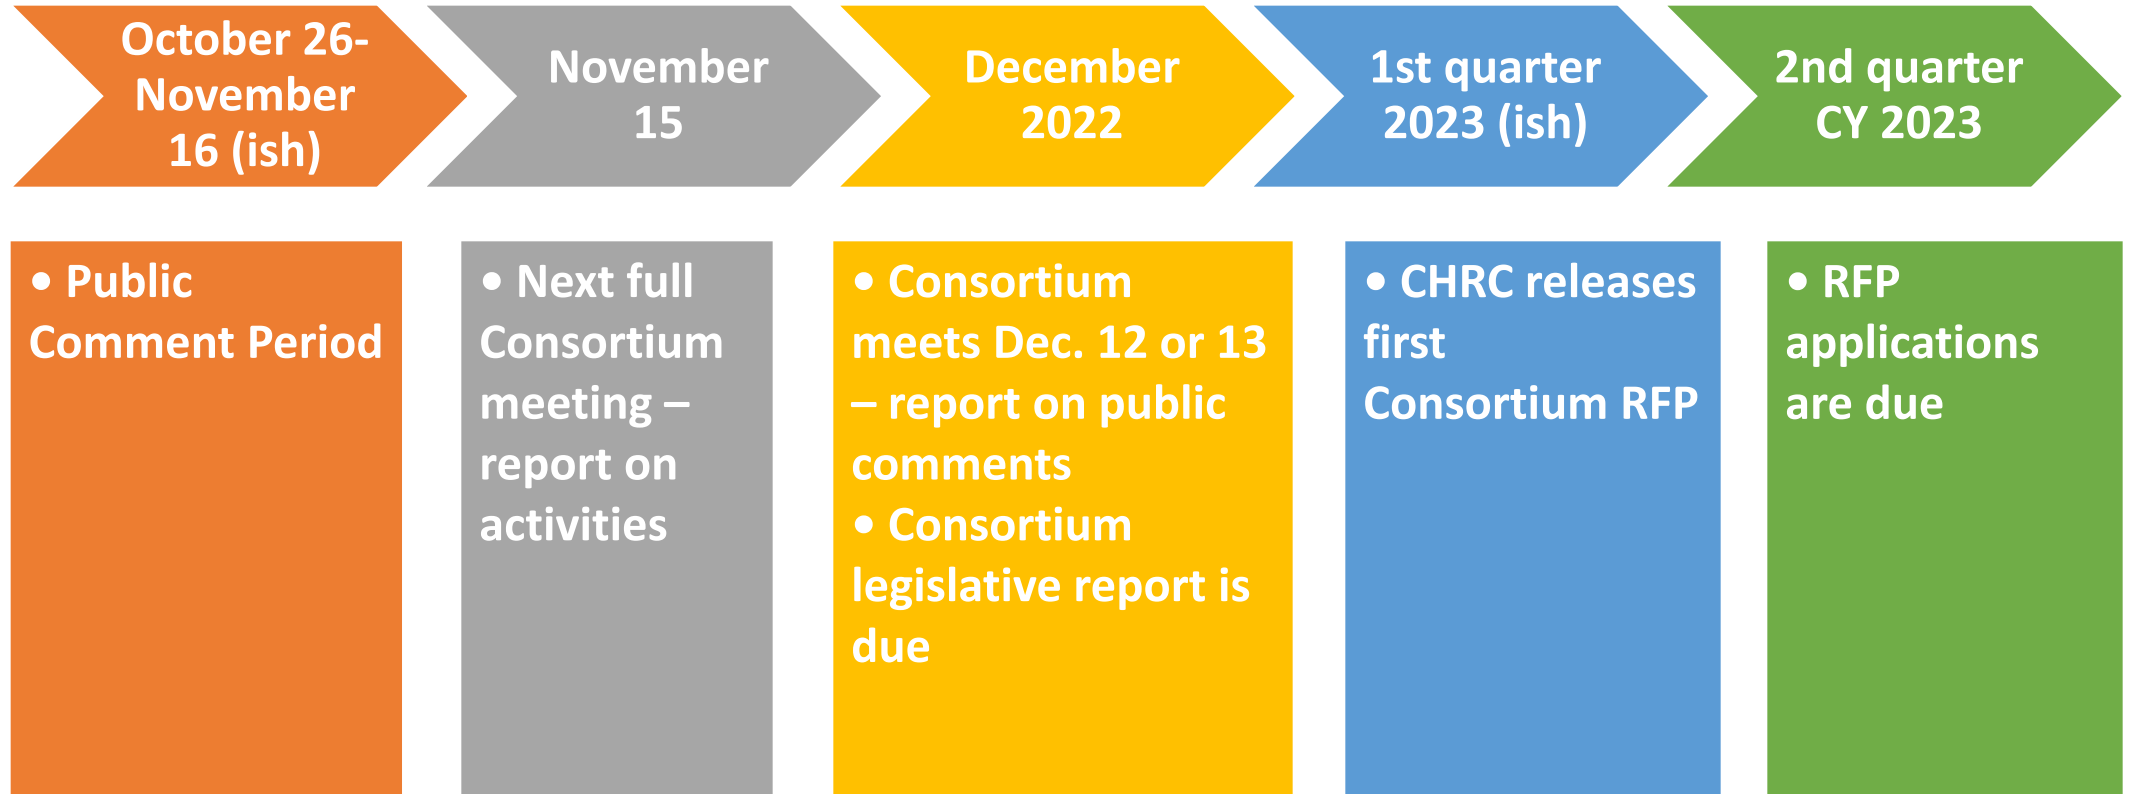 October 26-
November
16 (ish)
November
15
December
2022
1st quarter
2023 (ish)
2nd quarter
CY 2023
• Public
Comment Period
• Next full
Consortium
meeting –
report on
activities
• Consortium
meets Dec. 12 or 13
– report on public
comments
• Consortium
legislative report is
due
• CHRC releases
first
Consortium RFP
• RFP
applications
are due